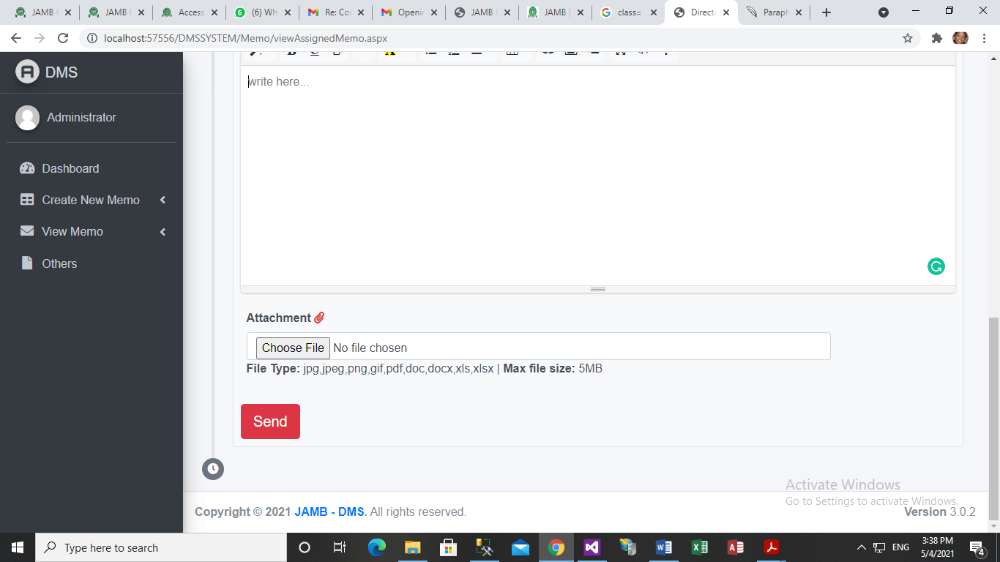 JAMB
JAMB
Access
(6) Wh
Re: Co
Openin
JAMB
JAMB
class=
Direct
Paraph
localhost:57556/DMSSYSTEM/Memo/viewAssignedMemo.aspx
DMS
Administrator
Dashboard
Create New Memo
View Memo
Others
write here...
Attachment
Choose File No file chosen
File Type: jpg,jpeg,png,gif,pdf,doc,docx,xls,xlsx | Max file size: 5MB
Send
Activate Windows
Go to Settings to activate Windows.
Copyright © 2021 JAMB - DMS. All rights reserved.
Version 3.0.2
Type here to search
ENG
3:38 PM
5/4/2021
4